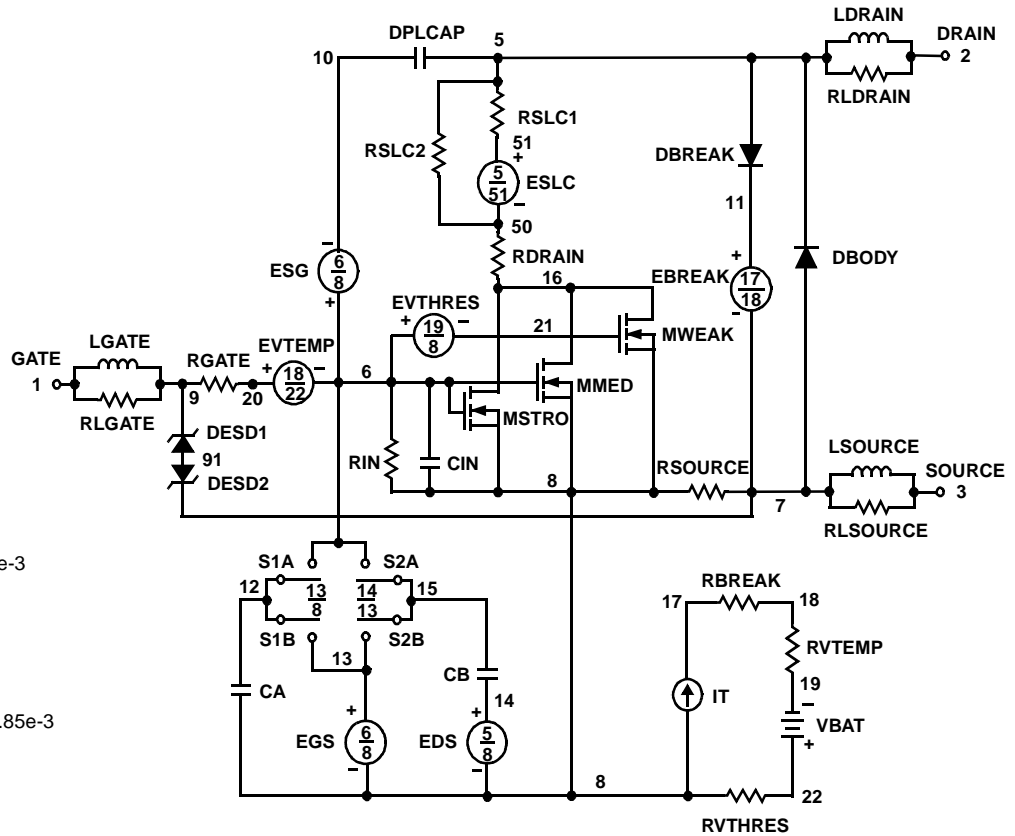 LDRAIN
DPLCAP
5
DRAIN
10
2
RLDRAIN
RSLC1
51
RSLC2
DBREAK
+
5
51
ESLC
−
11
50
−
RDRAIN
6
8
ESG
+
16
+
17
18
EBREAK
−
DBODY
EVTHRES
+
19
8
−
21
MWEAK
LGATE
GATE
1
RGATE
EVTEMP
+
18
22
−
6
9
20
MMED
RLGATE
DESD1
91
DESD2
MSTRO
RIN
CIN
8
RSOURCE
LSOURCE
SOURCE
3
7
RLSOURCE
e-3
S1A
S2A
12
13
8
14
13
15
S1B
S2B
RBREAK
17
18
13
RVTEMP
CA
CB
14
IT
19
−
.85e-3
+
EGS
6
8
−
+
EDS
5
8
−
VBAT
+
8
22
RVTHRES